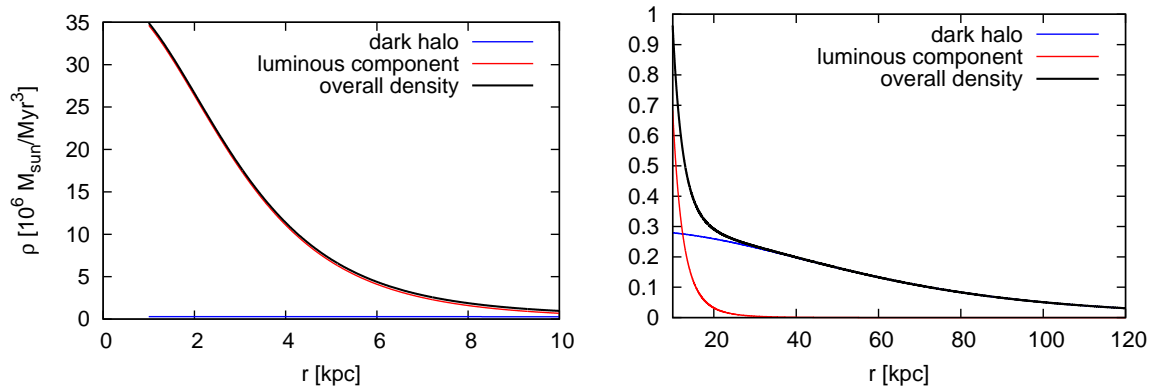 35
30
25
20
15
10
5
0
0 2 4 6 8 10
ρ [10^6 M_sun/Myr^3]
r [kpc]
dark halo
luminous component
overall density
1
0.9
0.8
0.7
0.6
0.5
0.4
0.3
0.2
0.1
0
20 40 60 80 100 120
r [kpc]
dark halo
luminous component
overall density